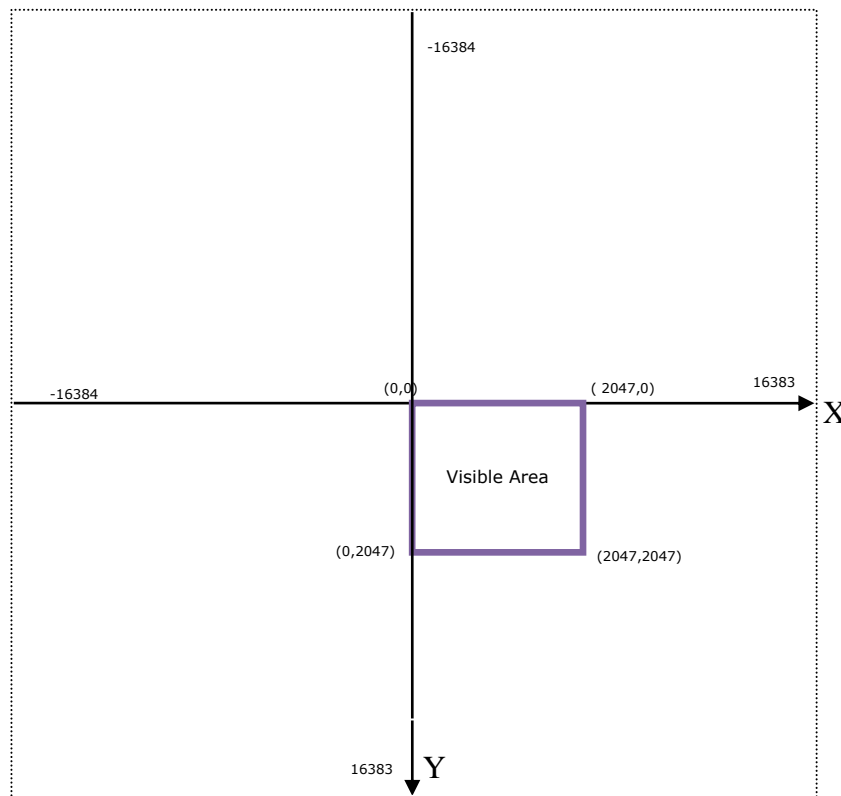 -16384
(0,0)
( 2047,0)
16383
-16384
X
Visible Area
(0,2047)
(2047,2047)
16383
Y